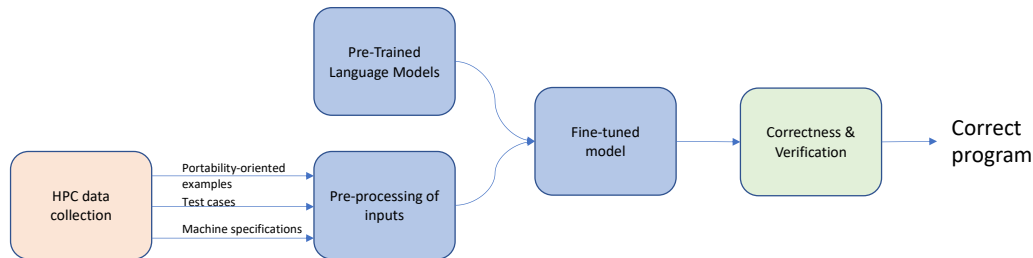 Pre-Trained
Language Models
Fine-tuned
model
Correctness &
Verification
Correct
program
HPC data
collection
Portability-oriented
examples
Test cases
Machine specifications
Pre-processing of
inputs